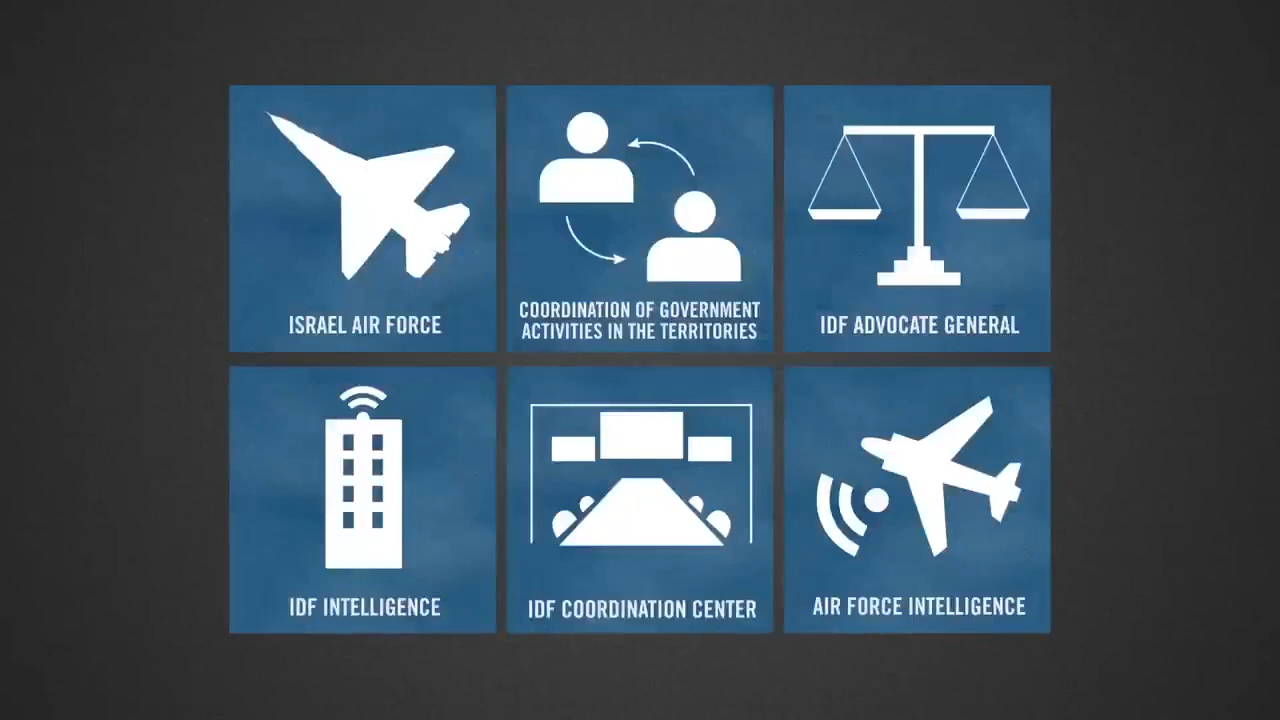 ISRAEL AIR FORCE
COORDINATION OF GOVERNMENT
ACTIVITIES IN THE TERRITORIES
IDF ADVOCATE GENERAL
IDF INTELLIGENCE
IDF COORDINATION CENTER
AIR FORCE INTELLIGENCE